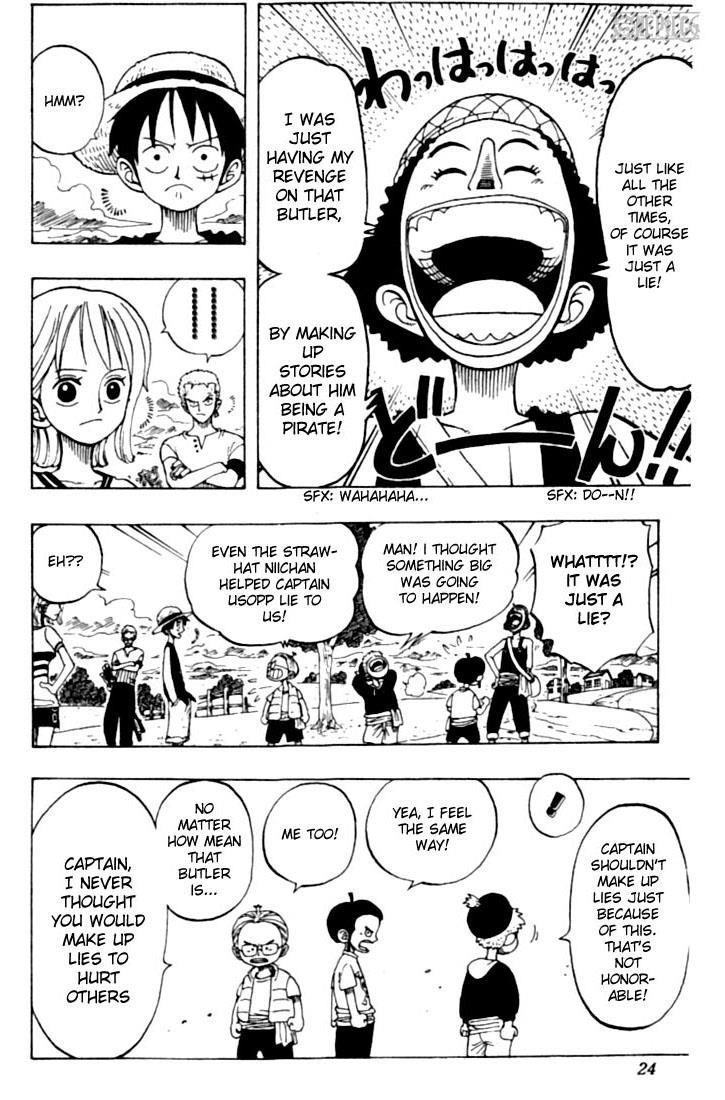 わっはっはっはっはっ
JUST LIKE
ALL THE
OTHER
TIMES,
OF COURSE
IT WAS
JUST A
LIE!
I WAS
JUST
HAVING MY
REVENGE
ON THAT
BUTLER,
BY MAKING
UP
STORIES
ABOUT HIM
BEING A
PIRATE!
どーーん!!
SFX: WAHAHAHA...
SFX: DO--N!!
HMM?
WHATTTT!?
IT WAS
JUST A
LIE?
MAN! I THOUGHT
SOMETHING BIG
WAS GOING
TO HAPPEN!
EVEN THE STRAW-
HAT NIICHAN
HELPED CAPTAIN
USOPP LIE TO
US!
EH??
!
CAPTAIN
SHOULDN'T
MAKE UP
LIES JUST
BECAUSE
OF THIS.
THAT'S
NOT
HONOR-
ABLE!
YEA, I FEEL
THE SAME
WAY!
ME TOO!
NO
MATTER
HOW MEAN
THAT
BUTLER
IS...
CAPTAIN,
I NEVER
THOUGHT
YOU WOULD
MAKE UP
LIES TO
HURT
OTHERS
24